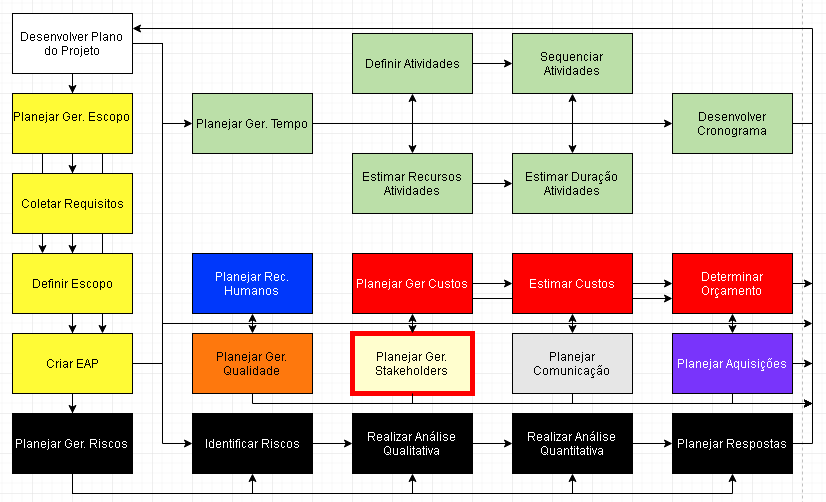 Desenvolver Plano
do Projeto
Definir Atividades
Sequenciar
Atividades
Planejar Ger. Escopo
Planejar Ger. Tempo
Desenvolver
Cronograma
Estimar Recursos
Atividades
Estimar Duração
Atividades
Coletar Requisitos
Definir Escopo
Planejar Rec.
Humanos
Planejar Ger Custos
Estimar Custos
Determinar
Orçamento
Criar EAP
Planejar Ger.
Qualidade
Planejar Ger.
Stakeholders
Planejar
Comunicação
Planejar Aquisições
Planejar Ger. Riscos
Identificar Riscos
Realizar Análise
Qualitativa
Realizar Análise
Quantitativa
Planejar Respostas